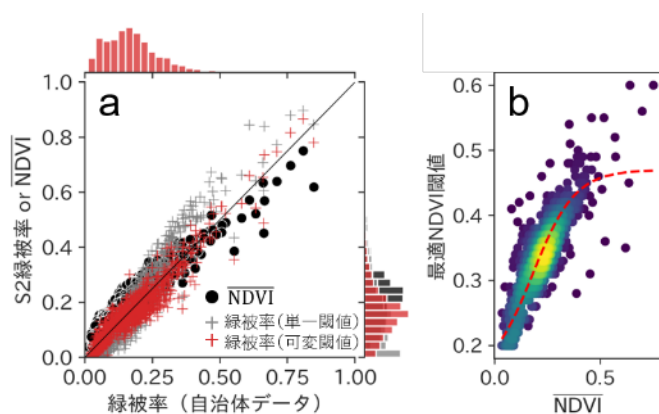 a
1.0
0.8
0.6
0.4
0.2
0.0
S2緑被率 or NDVI
NDVI
緑被率(単一閾値)
緑被率(可変閾値)
0.00
0.25
0.50
0.75
1.00
緑被率（自治体データ）
b
0.6
0.5
0.4
0.3
0.2
最適NDVI閾値
0.0
0.5
NDVI